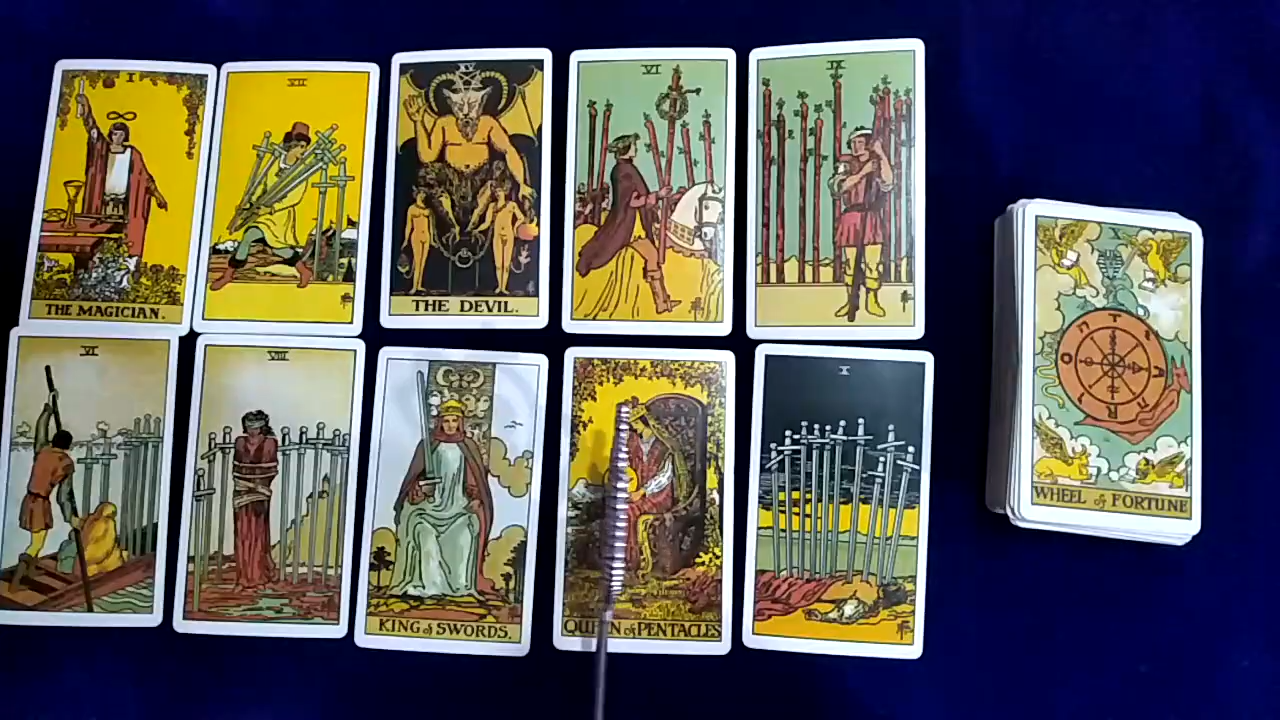 I
VII
XV
VI
IX
THE MAGICIAN.
THE DEVIL.
VI
VIII
X
KING of SWORDS.
QUEEN of PENTACLES
X
WHEEL of FORTUNE